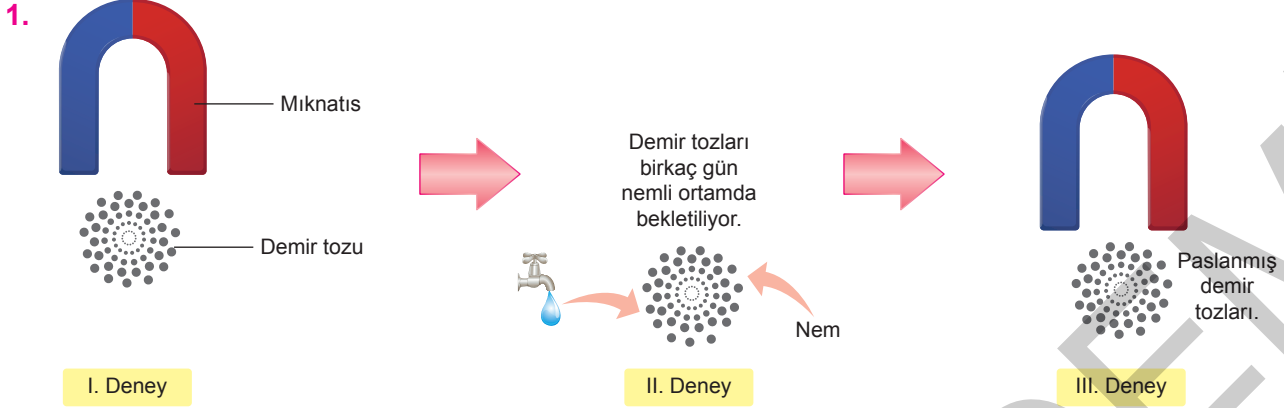 1.
Mıknatıs
Demir tozu
I. Deney
Demir tozları
birkaç gün
nemli ortamda
bekletiliyor.
Nem
II. Deney
Paslanmış
demir
tozları.
III. Deney